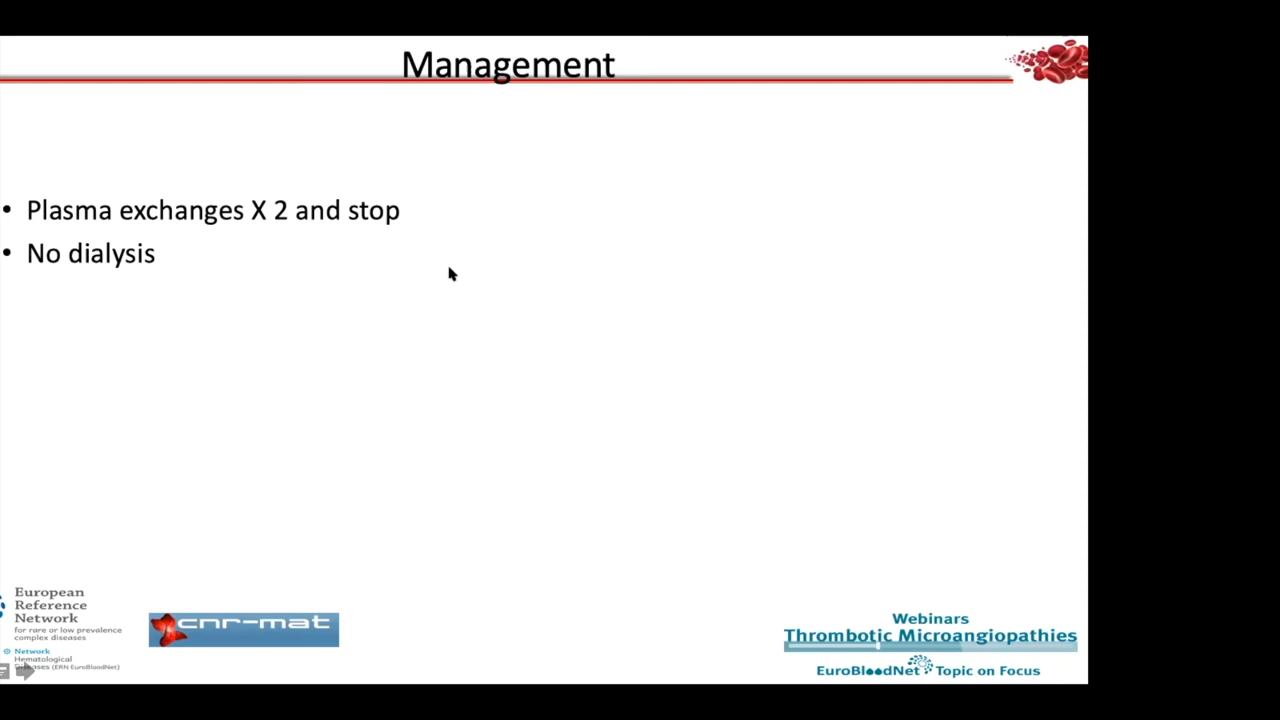 Management
• Plasma exchanges X 2 and stop
• No dialysis
European
Reference
Network
for rare or low prevalence
complex diseases
Network
Hematological
Diseases (ERN EuroBloodNet)
cnr-mat
Webinars
Thrombotic Microangiopathies
EuroBloodNet Topic on Focus